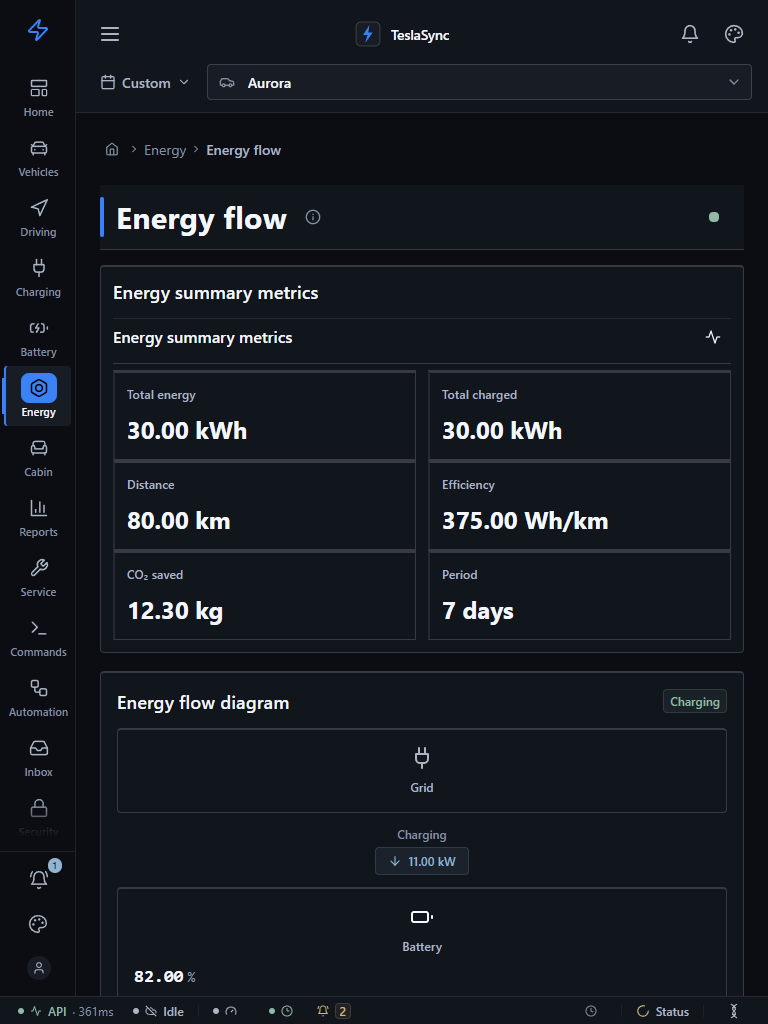 TeslaSync
Custom
Aurora
Home
Vehicles
Driving
Charging
Battery
Energy
Cabin
Reports
Service
Commands
Automation
Inbox
Security
1
Energy
Energy flow
Energy flow
Energy summary metrics
Energy summary metrics
Total energy
30.00 kWh
Total charged
30.00 kWh
Distance
80.00 km
Efficiency
375.00 Wh/km
CO₂ saved
12.30 kg
Period
7 days
Energy flow diagram
Charging
Grid
Charging
11.00 kW
Battery
82.00 %
API · 361ms
Idle
2
Status